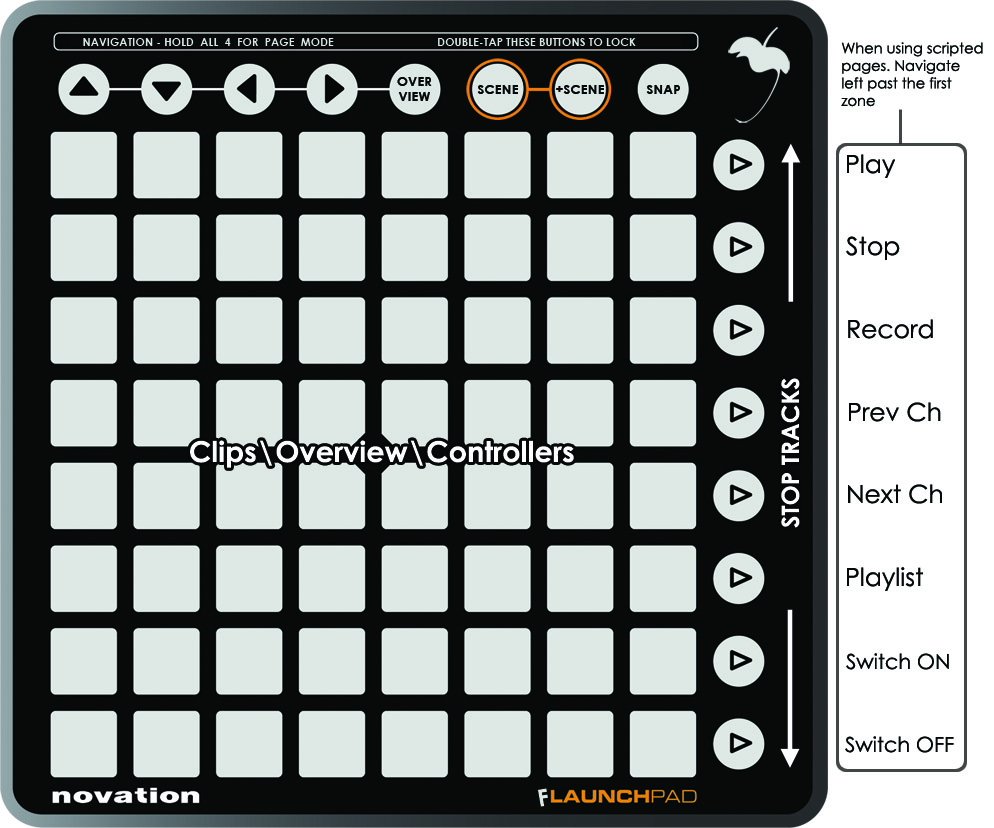 NAVIGATION - HOLD ALL 4 FOR PAGE MODE
DOUBLE-TAP THESE BUTTONS TO LOCK
OVER
VIEW
SCENE
+SCENE
SNAP
When using scripted
pages. Navigate
left past the first
zone
Play
Stop
Record
Prev Ch
Next Ch
Playlist
Switch ON
Switch OFF
STOP TRACKS
Clips\Overview\Controllers
novation
FLAUNCHPAD